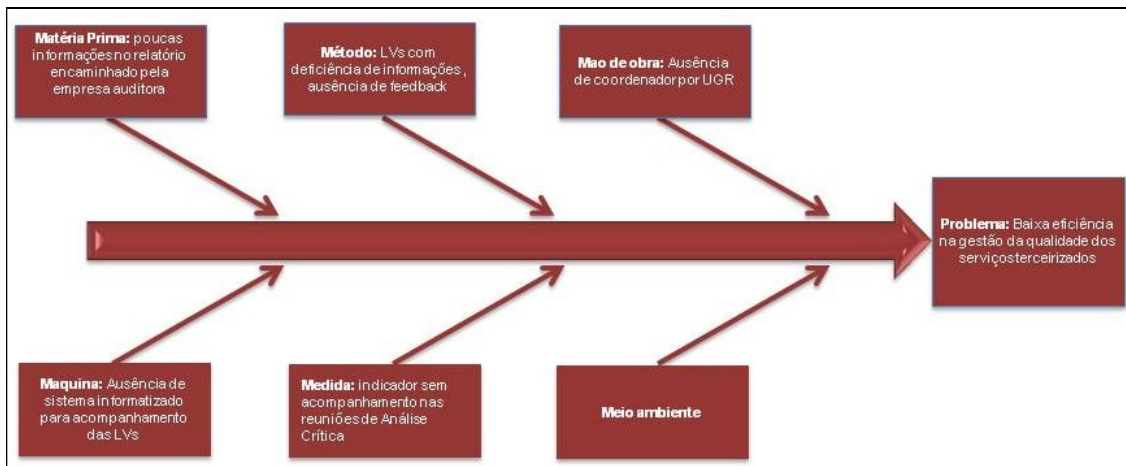 Matéria Prima: poucas
informações no relatório
encaminhado pela
empresa auditora
Método: LVs com
deficiência de informações,
ausência de feedback
Mao de obra: Ausência
de coordenador por UGR
Problema: Baixa eficiência
na gestão da qualidade dos
serviços terceirizados
Maquina: Ausência de
sistema informatizado
para acompanhamento
das LVs
Medida: indicador sem
acompanhamento nas
reuniões de Análise
Crítica
Meio ambiente